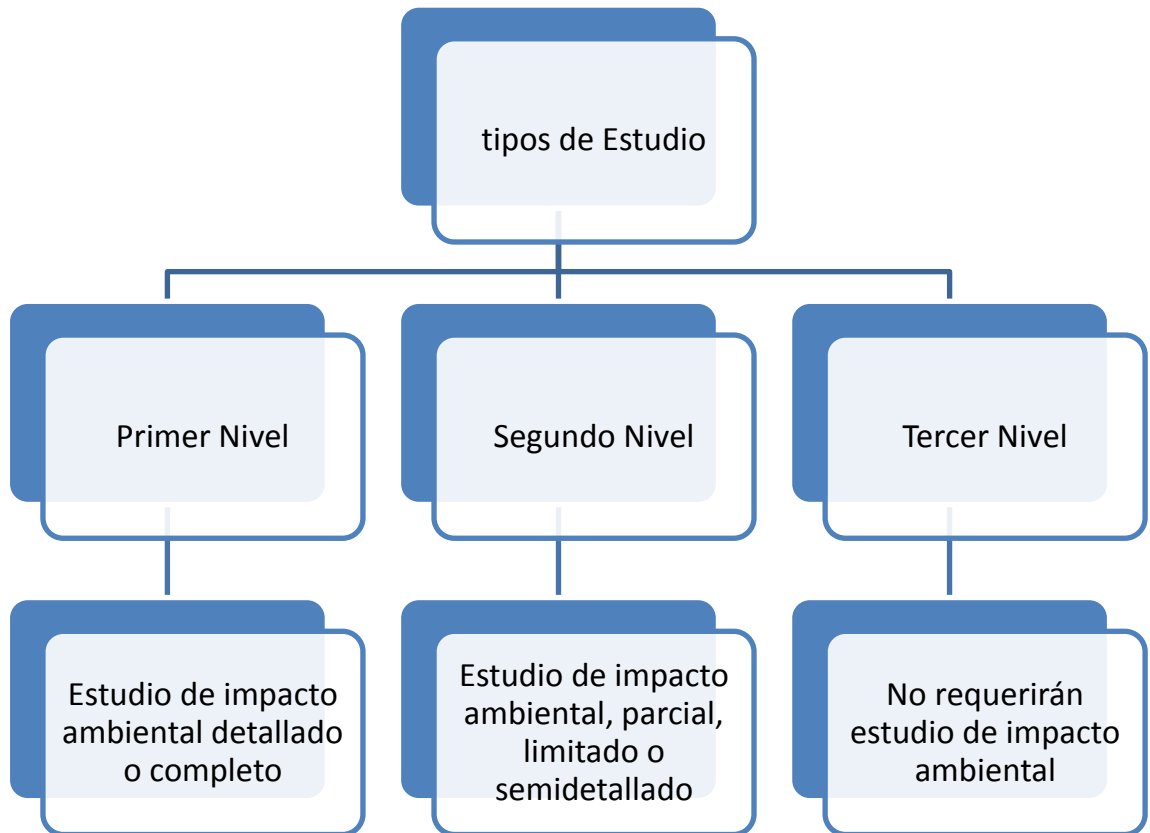 tipos de Estudio
Primer Nivel
Segundo Nivel
Tercer Nivel
Estudio de impacto
ambiental detallado
o completo
Estudio de impacto
ambiental, parcial,
limitado o
semidetallado
No requerirán
estudio de impacto
ambiental